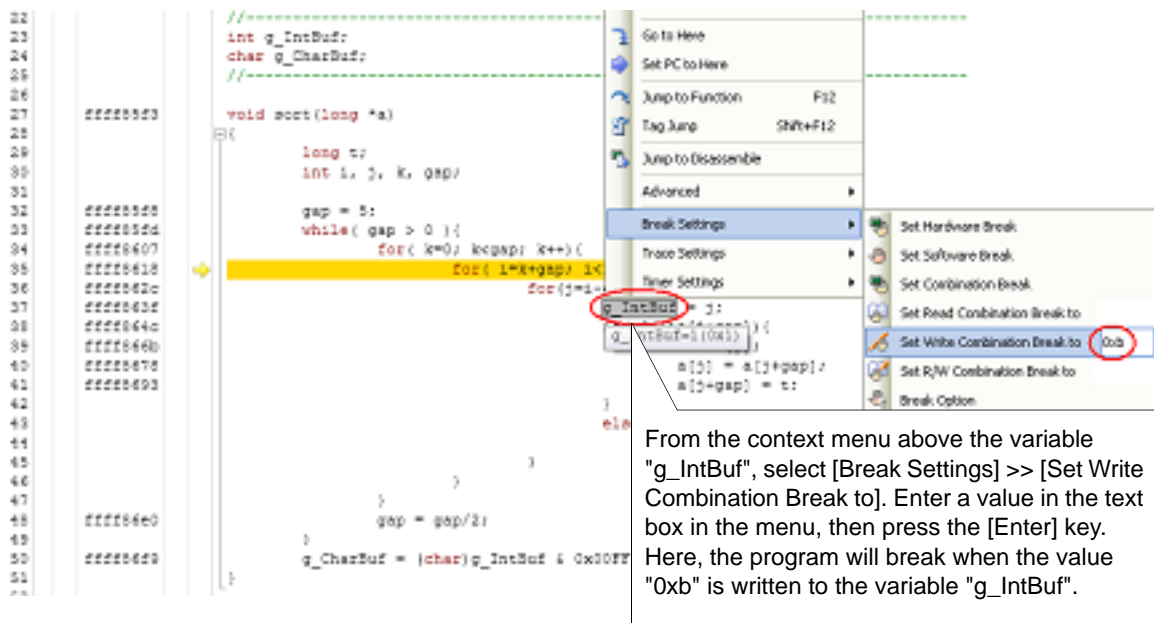 22 //----------------------------------------------------------------
23 int g_IntBuf;
24 char g_CharBuf;
25 //----------------------------------------------------------------
26
27 ffff85f3 void sort(long *a)
28 {
29 long t;
30 int i, j, k, gap;
31
32 ffff85f8 gap = 5;
33 ffff85fd while( gap > 0 ){
34 ffff8607 for( k=0; k<gap; k++){
35 ffff8618 for( i=k+gap; i<
36 ffff862c for(j=i-
37 ffff863f g_IntBuf = j;
38 ffff864c
39 ffff866b
40 ffff8678 a[j] = a[j+gap];
41 ffff8693 a[j+gap] = t;
42 }
43 els
44
45 }
46 }
47 }
48 ffff86e0 gap = gap/2;
49 }
50 ffff86f9 g_CharBuf = (char)g_IntBuf & 0x00FF
51 }
g_IntBuf=1(0x1)
Go to Here
Set PC to Here
Jump to Function F12
Tag Jump Shift+F12
Jump to Disassemble
Advanced
Break Settings
Trace Settings
Timer Settings
Set Hardware Break
Set Software Break
Set Combination Break
Set Read Combination Break to
Set Write Combination Break to 0xb
Set R/W Combination Break to
Break Option
From the context menu above the variable
"g_IntBuf", select [Break Settings] >> [Set Write
Combination Break to]. Enter a value in the text
box in the menu, then press the [Enter] key.
Here, the program will break when the value
"0xb" is written to the variable "g_IntBuf".